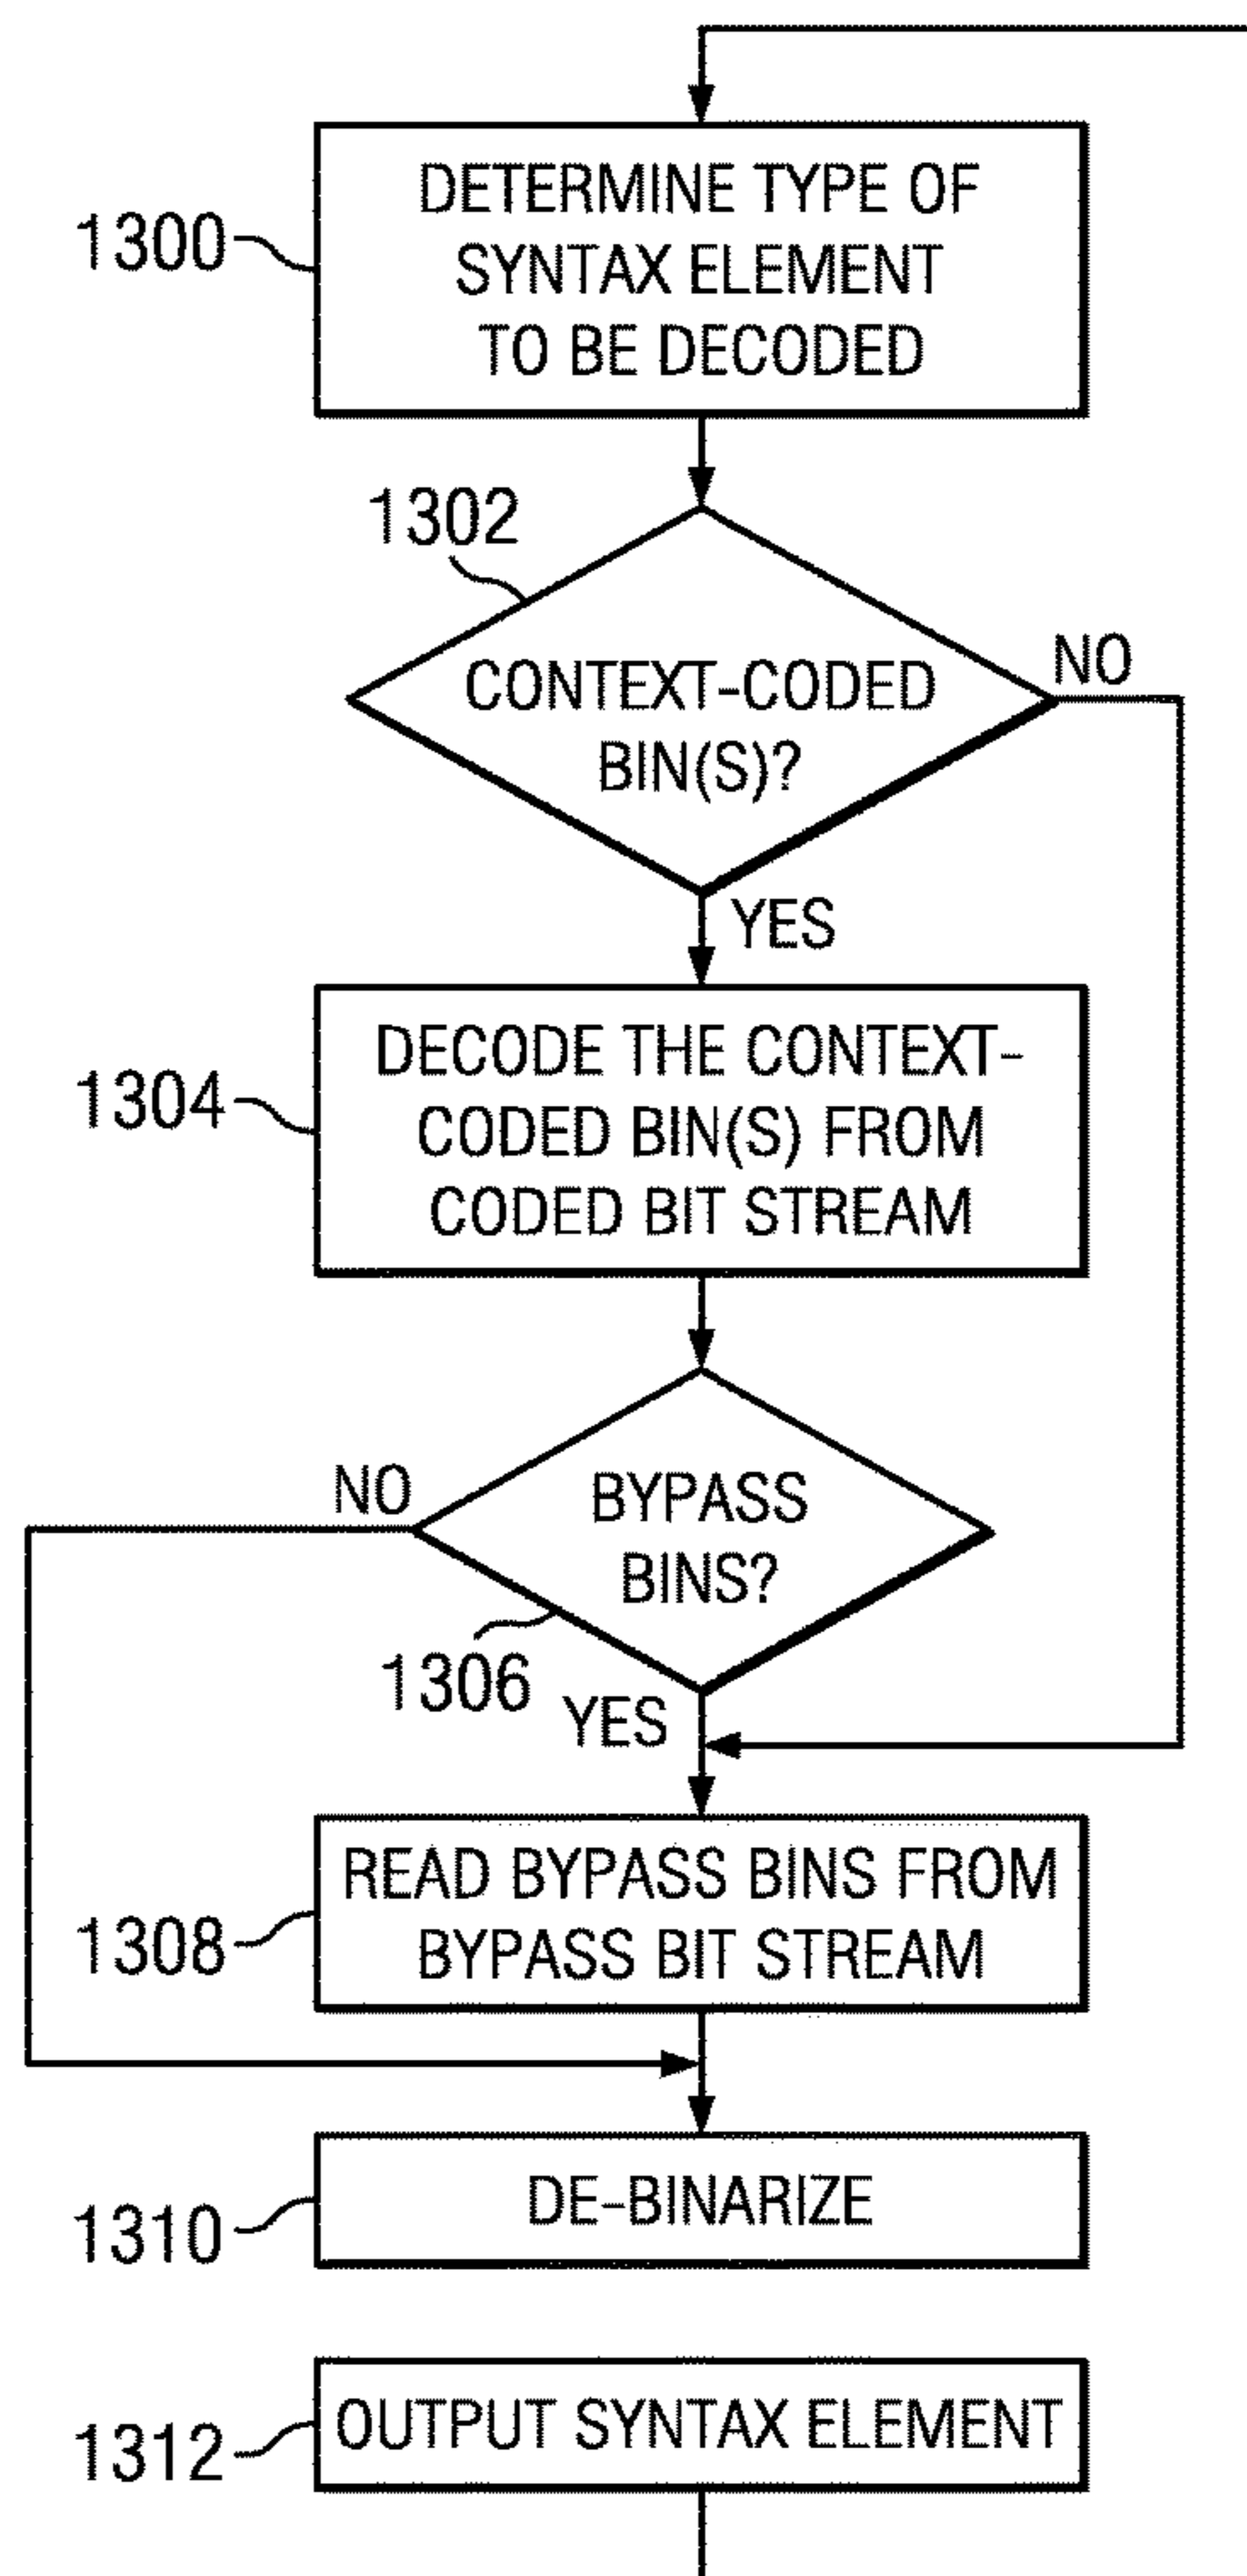 1300
DETERMINE TYPE OF
SYNTAX ELEMENT
TO BE DECODED
1302
CONTEXT-CODED
BIN(S)?
NO
YES
1304
DECODE THE CONTEXT-
CODED BIN(S) FROM
CODED BIT STREAM
NO
BYPASS
BINS?
1306
YES
1308
READ BYPASS BINS FROM
BYPASS BIT STREAM
1310
DE-BINARIZE
1312
OUTPUT SYNTAX ELEMENT